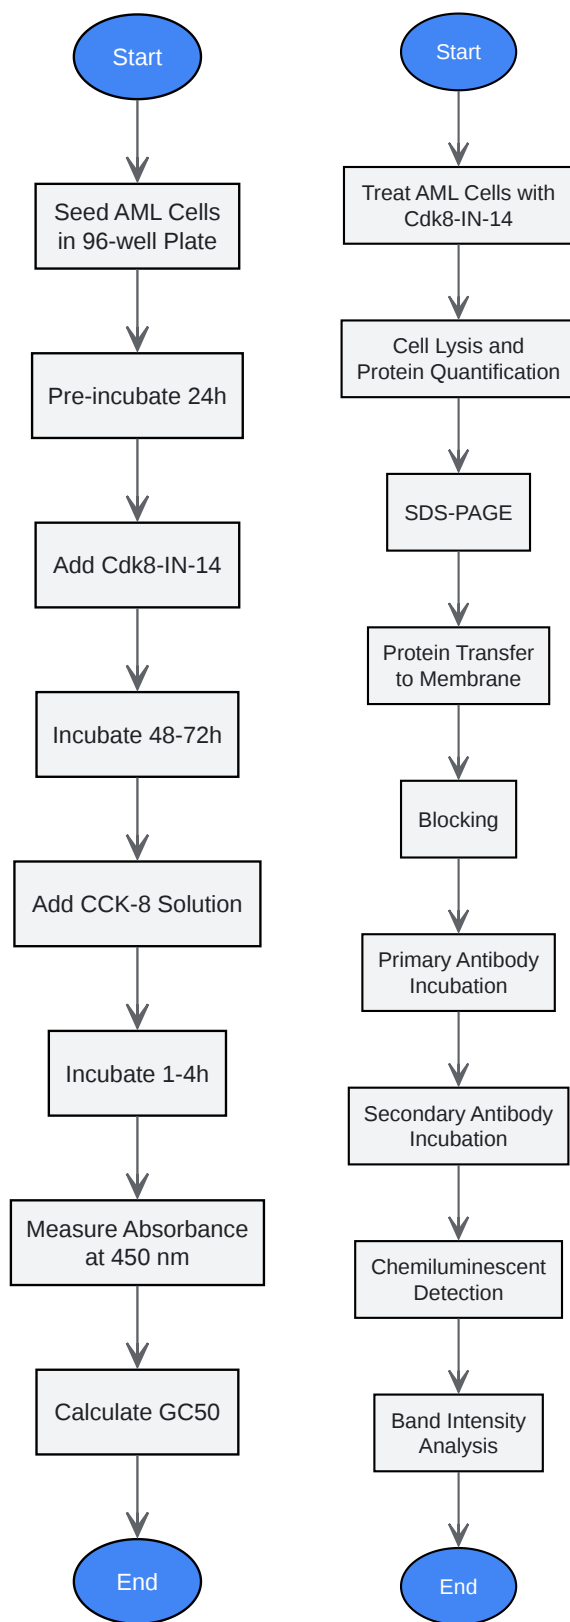 Start
Seed AML Cells
in 96-well Plate
Pre-incubate 24h
Add Cdk8-IN-14
Incubate 48-72h
Add CCK-8 Solution
Incubate 1-4h
Measure Absorbance
at 450 nm
Calculate GC50
End
Start
Treat AML Cells with
Cdk8-IN-14
Cell Lysis and
Protein Quantification
SDS-PAGE
Protein Transfer
to Membrane
Blocking
Primary Antibody
Incubation
Secondary Antibody
Incubation
Chemiluminescent
Detection
Band Intensity
Analysis
End